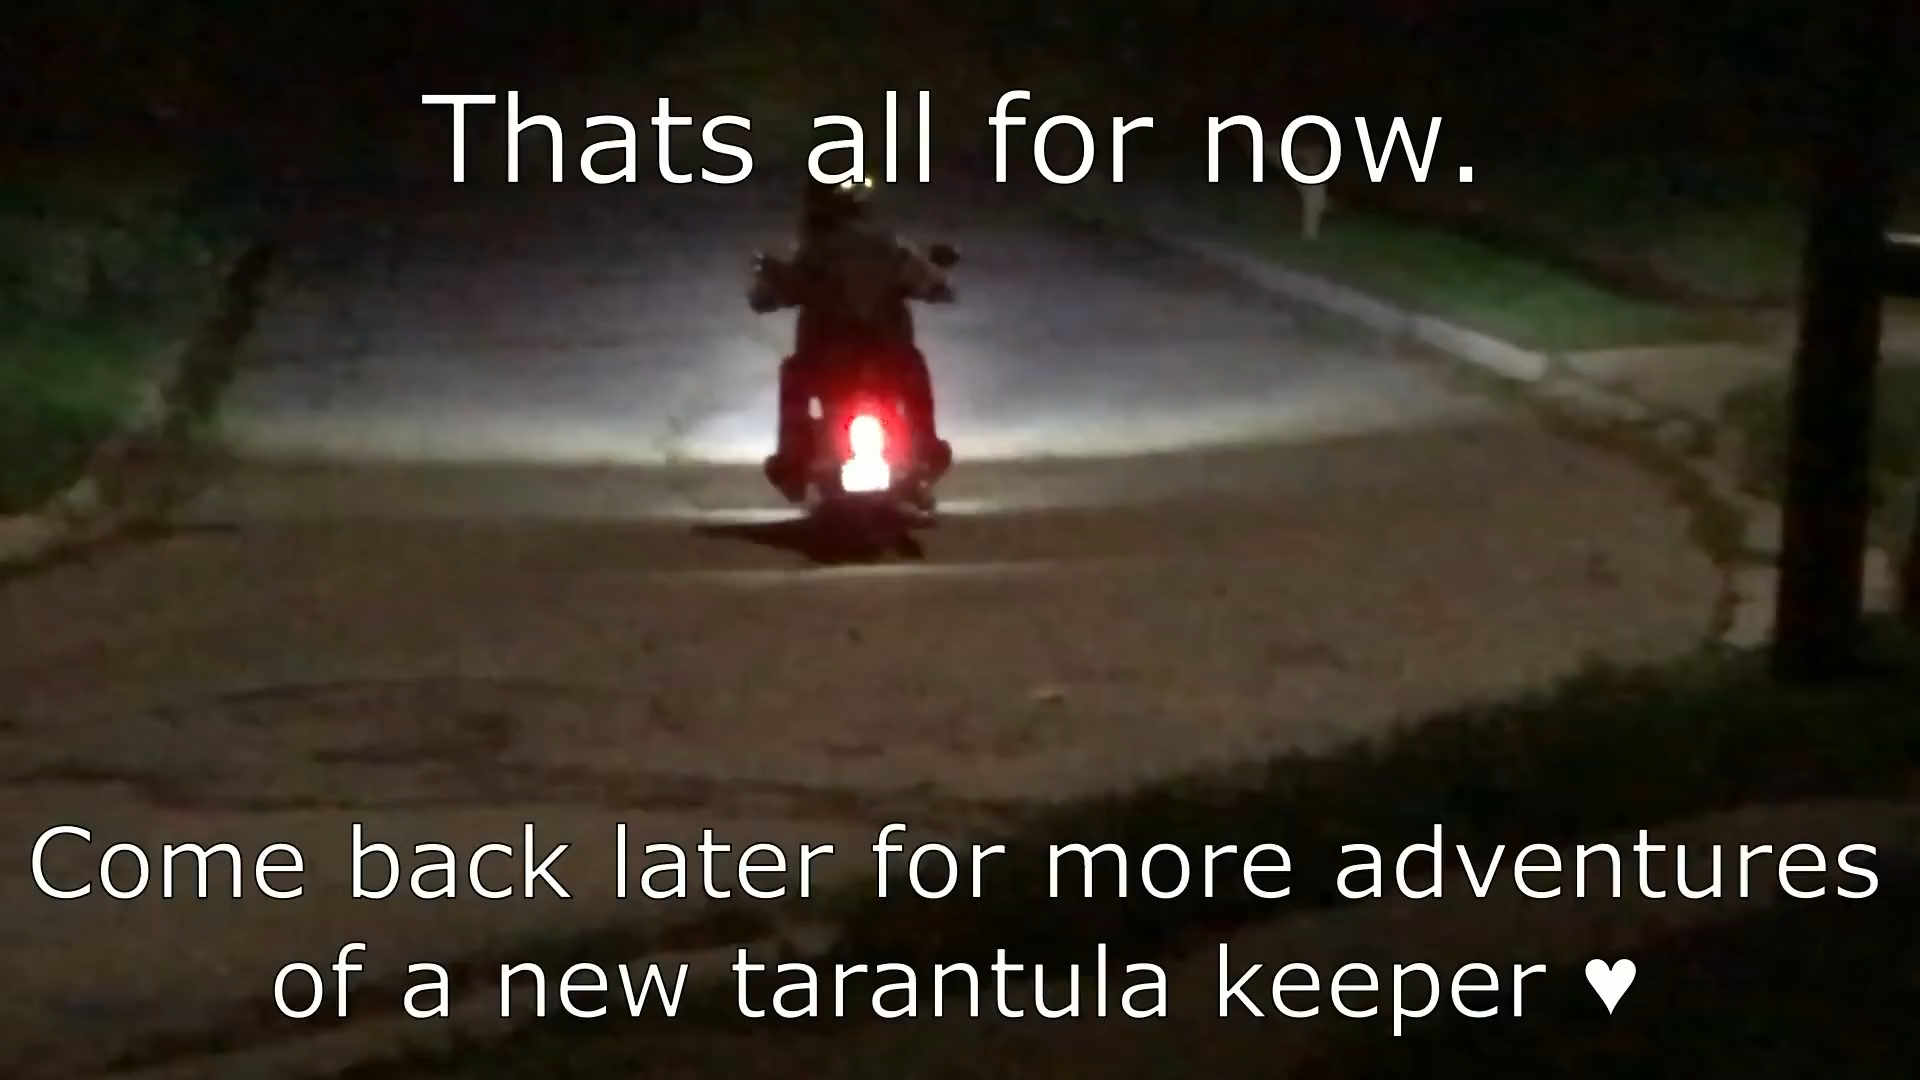 Thats all for now.
Come back later for more adventures
of a new tarantula keeper ♥